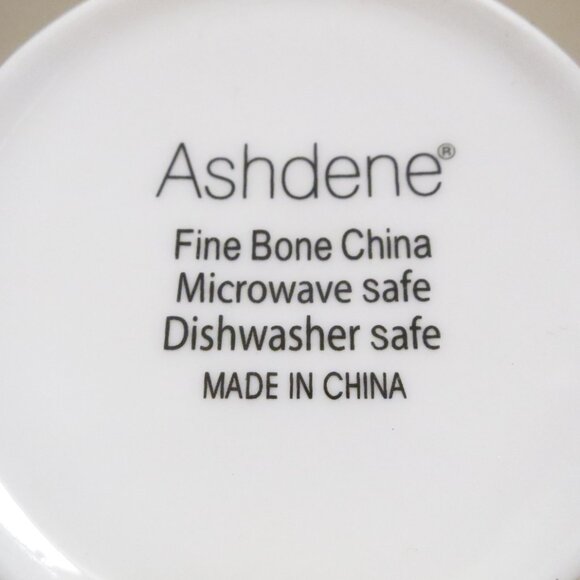 Ashdene®
Fine Bone China
Microwave safe
Dishwasher safe
MADE IN CHINA